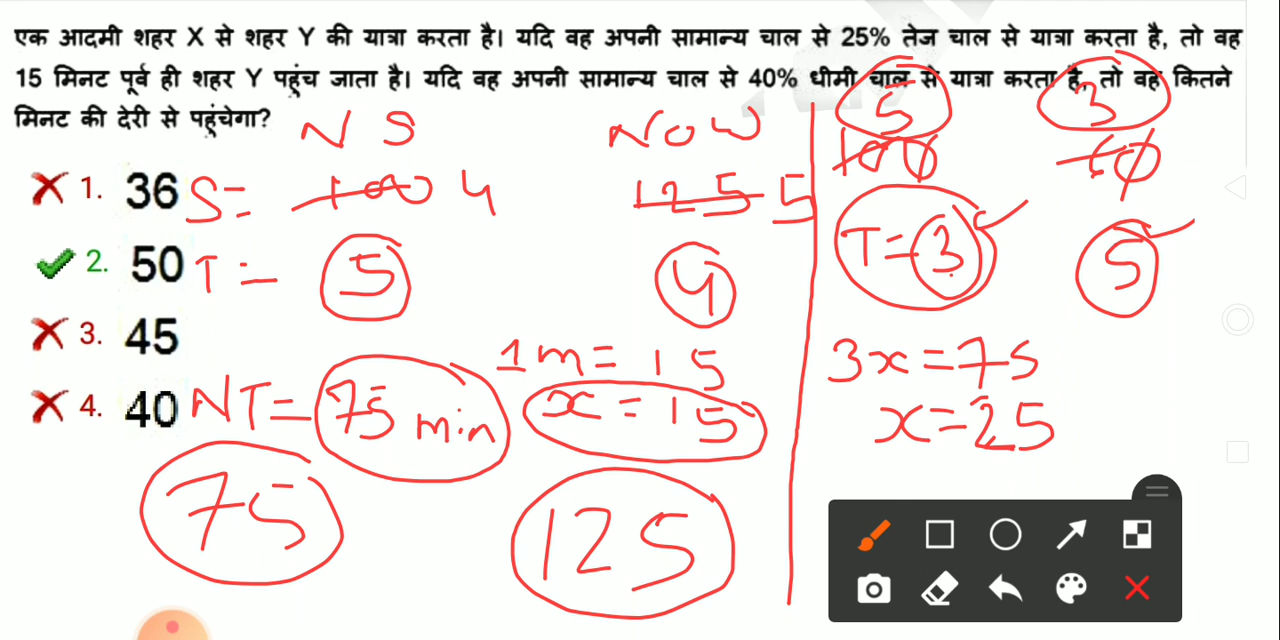 एक आदमी शहर X से शहर Y की यात्रा करता है। यदि वह अपनी सामान्य चाल से 25% तेज चाल से यात्रा करता है, तो वह
15 मिनट पूर्व ही शहर Y पहुंच जाता है। यदि वह अपनी सामान्य चाल से 40% धीमी चाल से यात्रा करता है, तो वह कितने
मिनट की देरी से पहुंचेगा?
N S NOW 5 3
100 60
1. 36 S= 100 4 125 5
2. 50 T= 5 4 T=3 5
3. 45 1m=15 3x=75
4. 40 NT=75 min x=15 x=25
75 125